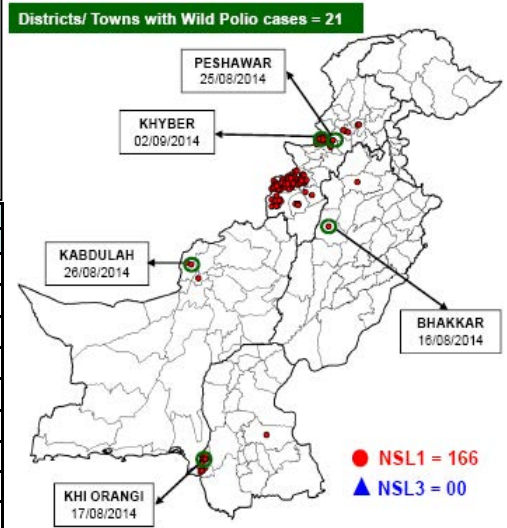 Districts/ Towns with Wild Polio cases = 21
PESHAWAR
25/08/2014
KHYBER
02/09/2014
KABDULAH
26/08/2014
BHAKKAR
16/08/2014
NSL1 = 166
NSL3 = 00
KHI ORANGI
17/08/2014